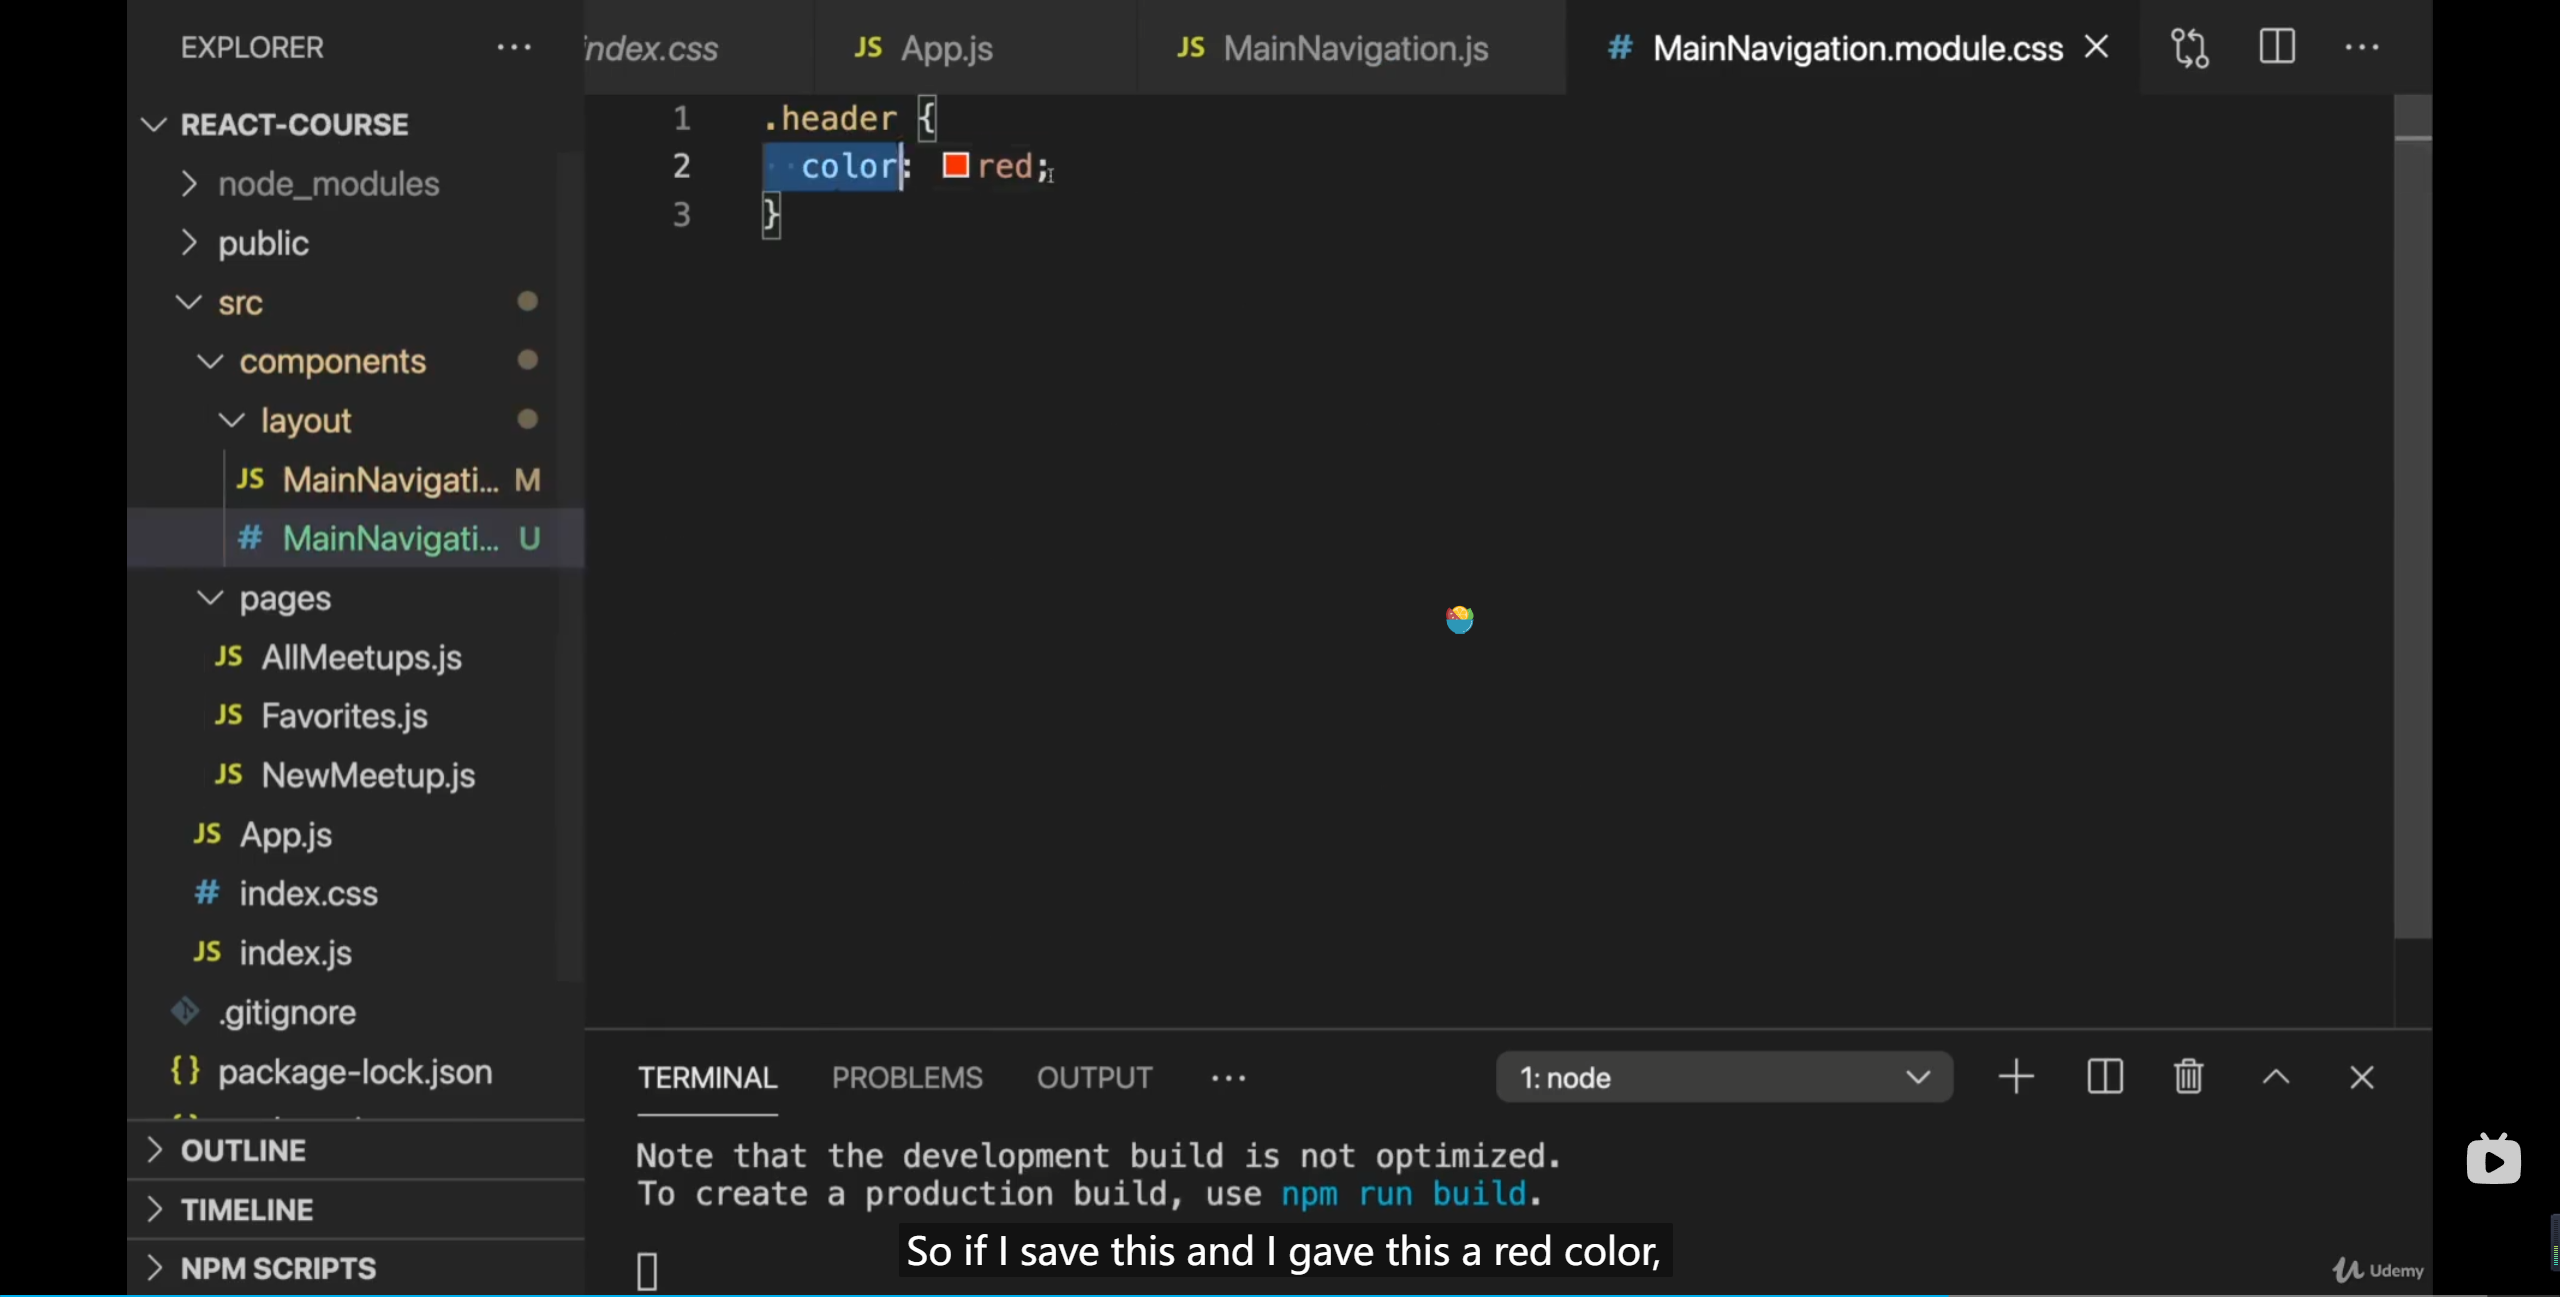 EXPLORER
REACT-COURSE
node_modules
public
src
components
layout
JS MainNavigati... M
# MainNavigati... U
pages
JS AllMeetups.js
JS Favorites.js
JS NewMeetup.js
JS App.js
# index.css
JS index.js
.gitignore
{} package-lock.json
OUTLINE
TIMELINE
NPM SCRIPTS
index.css
JS App.js
JS MainNavigation.js
# MainNavigation.module.css
1 .header {
2 color: red;
3 }
TERMINAL PROBLEMS OUTPUT ... 1: node
Note that the development build is not optimized.
To create a production build, use npm run build.
So if I save this and I gave this a red color,
Udemy